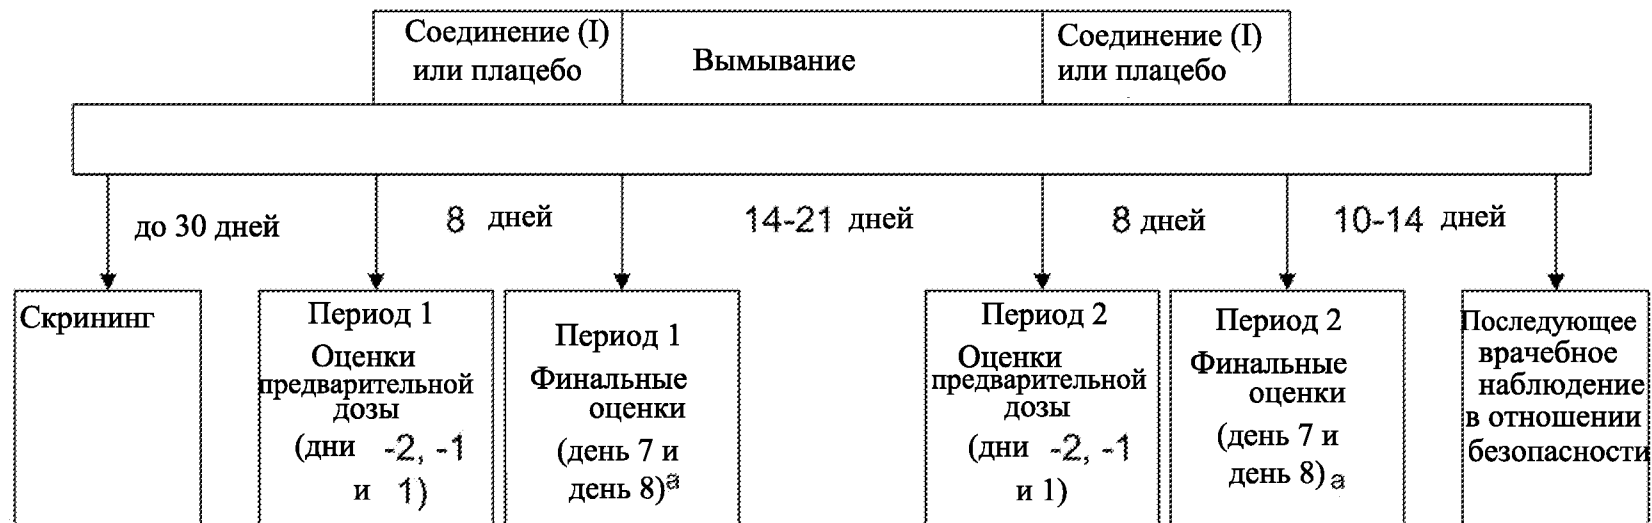 Соединение (I)
или плацебо
Вымывание
Соединение (I)
или плацебо
до 30 дней
8 дней
14-21 дней
8 дней
10-14 дней
Скрининг
Период 1
Оценки
предварительной
дозы
(дни -2, -1
и 1)
Период 1
Финальные
оценки
(день 7 и
день 8)a
Период 2
Оценки
предварительной
дозы
(дни -2, -1
и 1)
Период 2
Финальные
оценки
(день 7 и
день 8)a
Последующее
врачебное
наблюдение
в отношении
безопасности